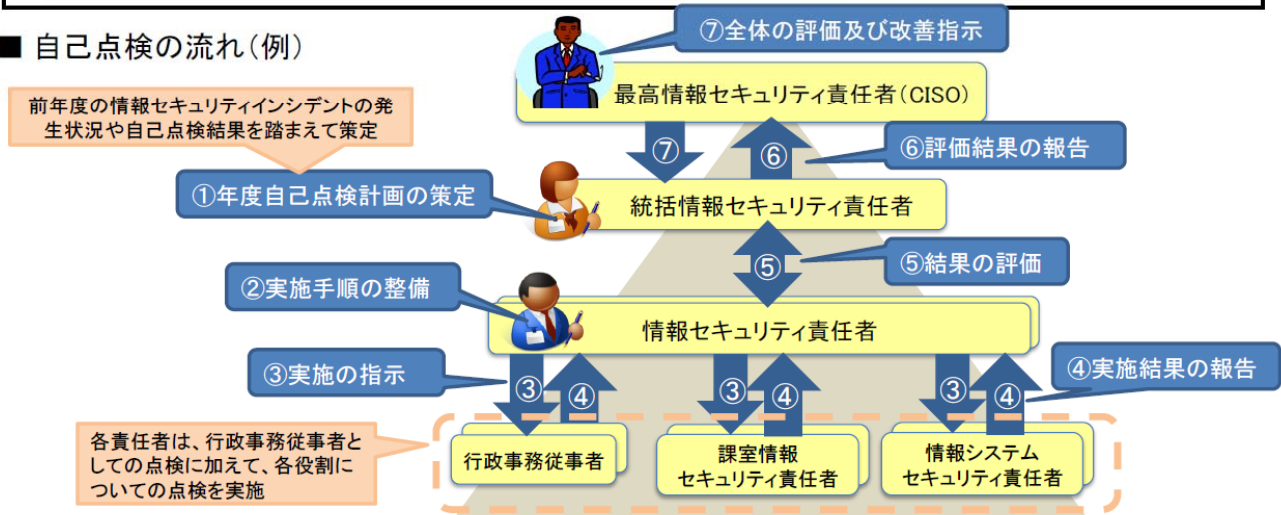 ■ 自己点検の流れ(例)
⑦全体の評価及び改善指示
最高情報セキュリティ責任者(CISO)
前年度の情報セキュリティインシデントの発
生状況や自己点検結果を踏まえて策定
⑦
⑥
⑥評価結果の報告
①年度自己点検計画の策定
統括情報セキュリティ責任者
⑤
⑤結果の評価
②実施手順の整備
情報セキュリティ責任者
③実施の指示
③
④
③
④
③
④
④実施結果の報告
各責任者は、行政事務従事者と
しての点検に加えて、各役割に
ついての点検を実施
行政事務従事者
課室情報
セキュリティ責任者
情報システム
セキュリティ責任者